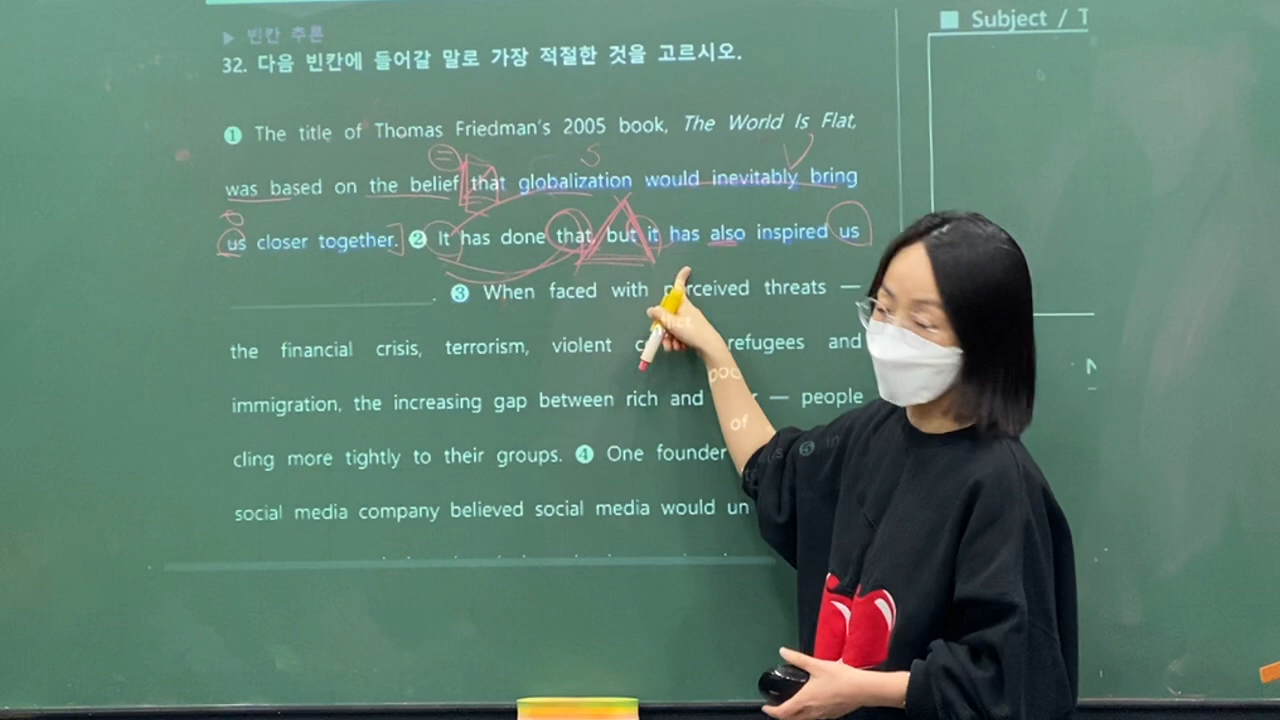 ▶ 빈칸 추론
32. 다음 빈칸에 들어갈 말로 가장 적절한 것을 고르시오.
■ Subject / T
❶ The title of Thomas Friedman's 2005 book, The World Is Flat,
was based on the belief that globalization would inevitably bring
us closer together. ❷ It has done that, but it has also inspired us
. ❸ When faced with perceived threats —
the financial crisis, terrorism, violent refugees and
immigration, the increasing gap between rich and — people
cling more tightly to their groups. ❹ One founder of
social media company believed social media would un